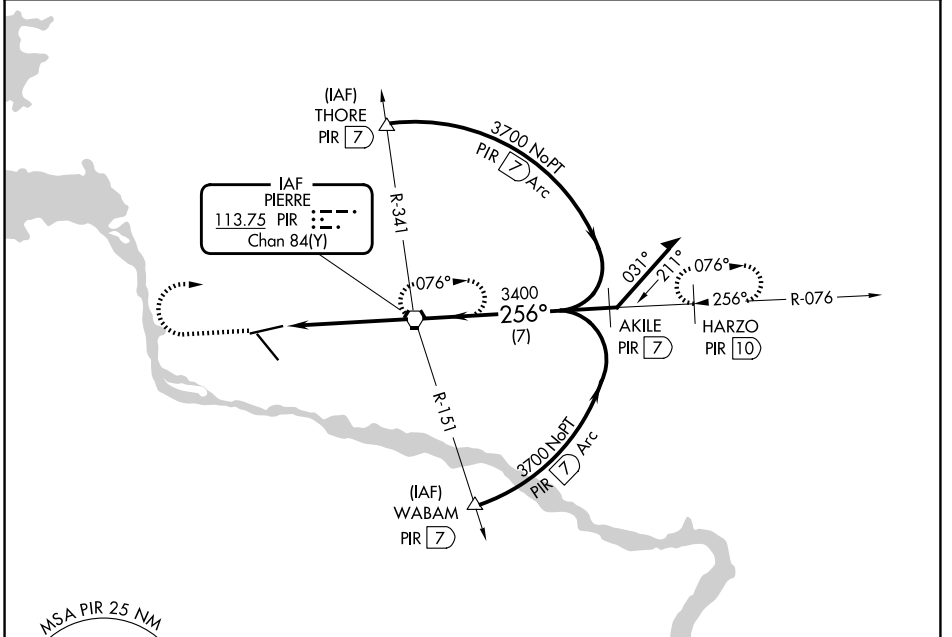 (IAF)
THORE
PIR 7
3700 NoPT
PIR 7 Arc
IAF
PIERRE
113.75 PIR
Chan 84(Y)
R-341
031°
211°
076°
076°
3400
256°
(7)
256°
R-076
AKILE
PIR 7
HARZO
PIR 10
R-151
3700 NoPT
PIR 7 Arc
(IAF)
WABAM
PIR 7
MSA PIR 25 NM